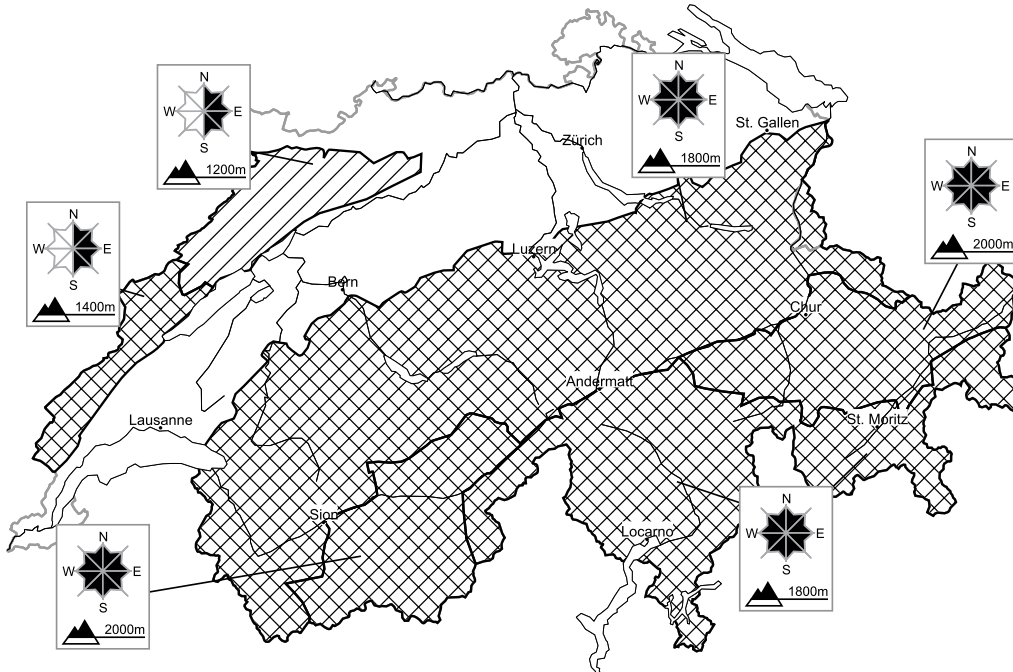 N
W E
S
1200m
N
W E
S
1800m
St. Gallen
Zürich
N
W E
S
2000m
N
W E
S
1400m
Luzern
Bern
Chur
Andermatt
Lausanne
St. Moritz
Sion
Locarno
N
W E
S
1800m
N
W E
S
2000m